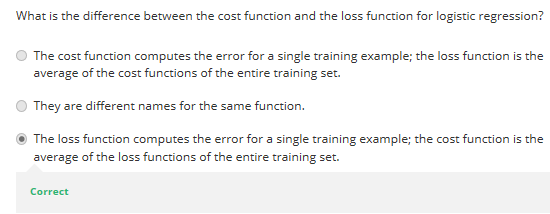 What is the difference between the cost function and the loss function for logistic regression?
The cost function computes the error for a single training example; the loss function is the
average of the cost functions of the entire training set.
They are different names for the same function.
The loss function computes the error for a single training example; the cost function is the
average of the loss functions of the entire training set.
Correct